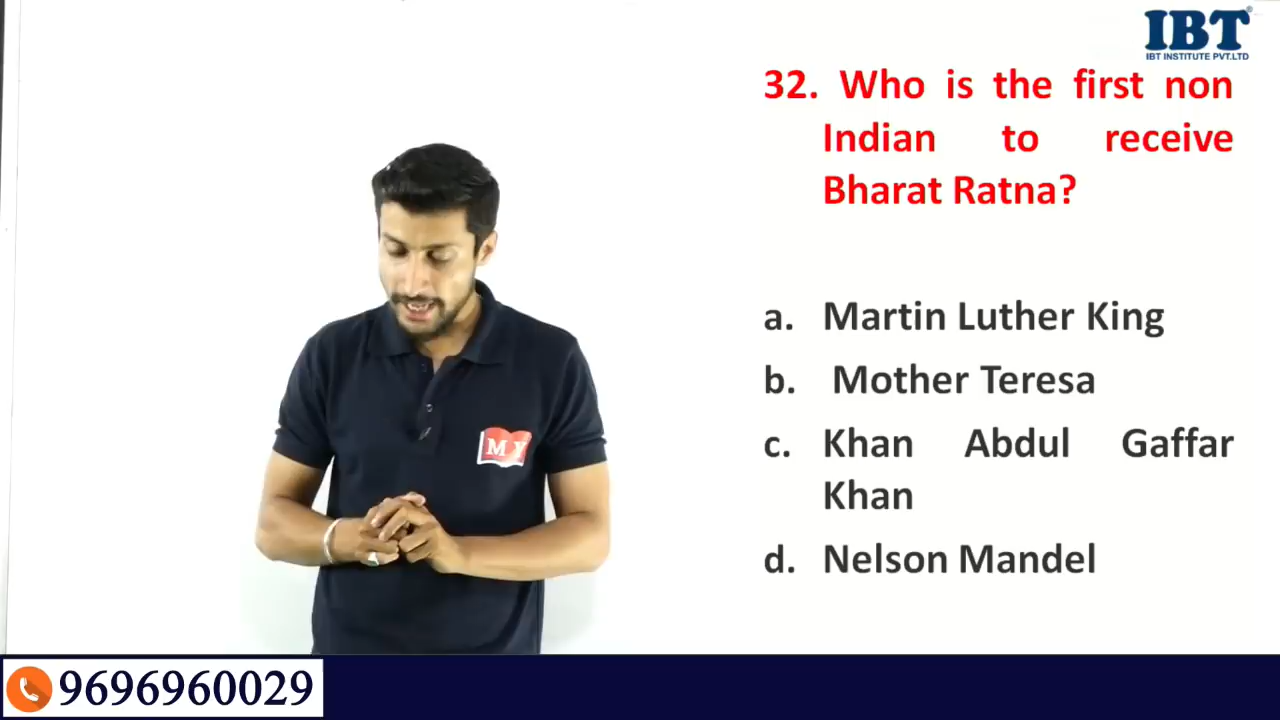 IBT
IBT INSTITUTE PVT.LTD
32. Who is the first non
Indian to receive
Bharat Ratna?
a. Martin Luther King
b. Mother Teresa
c. Khan Abdul Gaffar
Khan
d. Nelson Mandel
M Y
9696960029